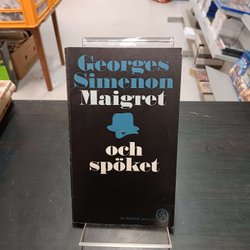 Georges
Simenon
Maigret
och
spöket